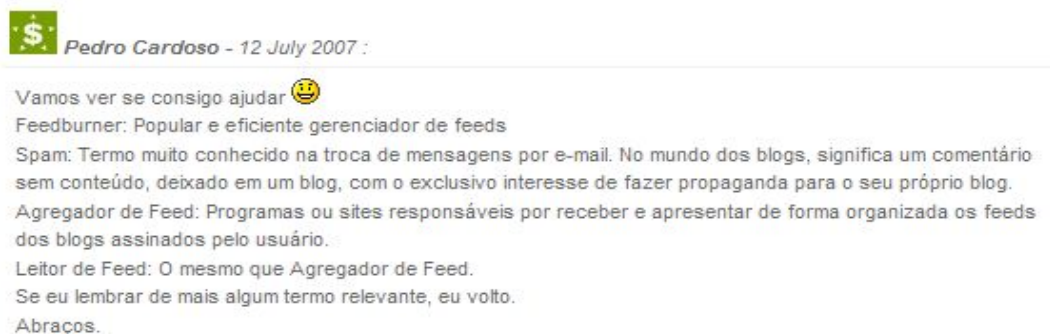 $
Pedro Cardoso - 12 July 2007 :
Vamos ver se consigo ajudar
Feedburner: Popular e eficiente gerenciador de feeds
Spam: Termo muito conhecido na troca de mensagens por e-mail. No mundo dos blogs, significa um comentário
sem conteúdo, deixado em um blog, com o exclusivo interesse de fazer propaganda para o seu próprio blog.
Agregador de Feed: Programas ou sites responsáveis por receber e apresentar de forma organizada os feeds
dos blogs assinados pelo usuário.
Leitor de Feed: O mesmo que Agregador de Feed.
Se eu lembrar de mais algum termo relevante, eu volto.
Abraços.